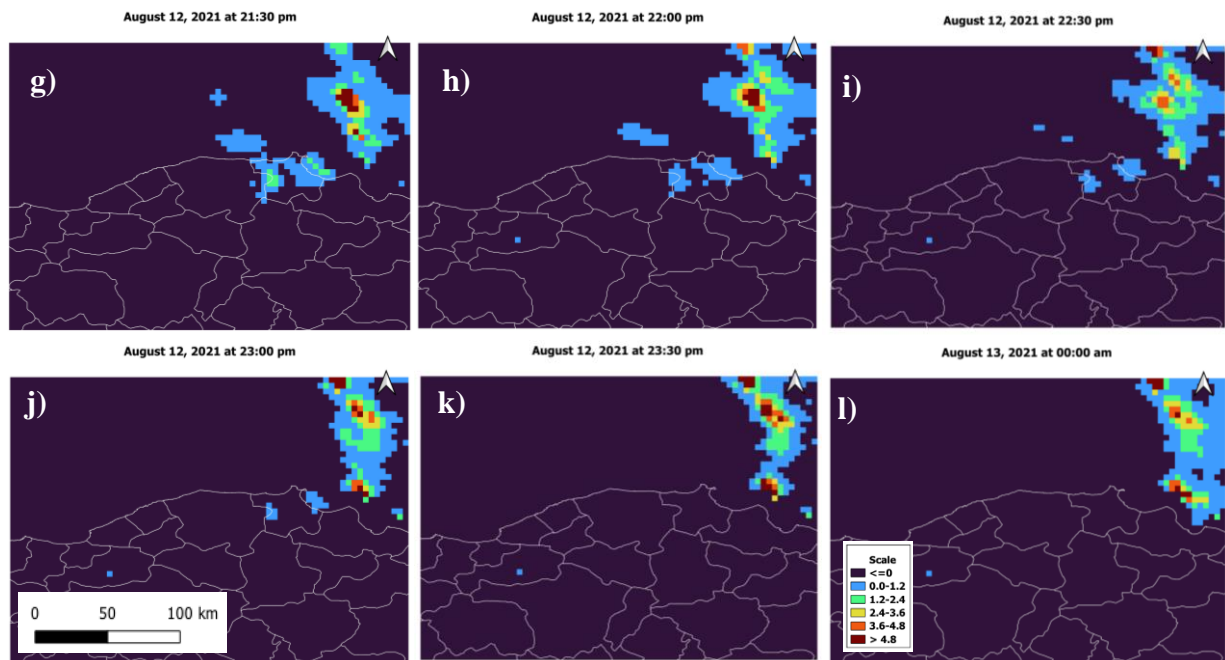 August 12, 2021 at 21:30 pm
August 12, 2021 at 22:00 pm
August 12, 2021 at 22:30 pm
g)
h)
i)
August 12, 2021 at 23:00 pm
August 12, 2021 at 23:30 pm
August 13, 2021 at 00:00 am
j)
k)
l)
0 50 100 km
Scale
<=0
0.0-1.2
1.2-2.4
2.4-3.6
3.6-4.8
> 4.8